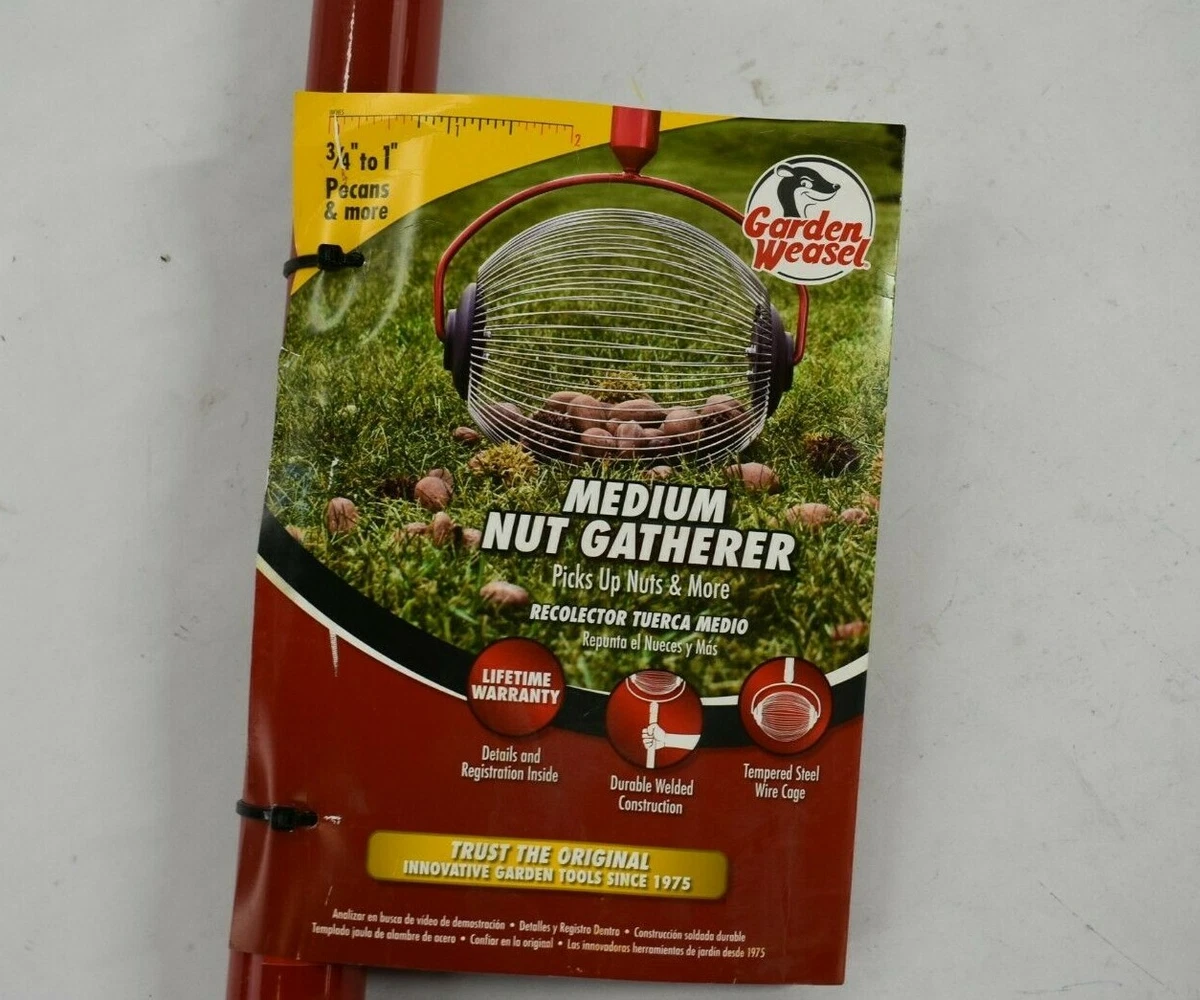 3/4" to 1"
Pecans
& more
2
Garden
Weasel
MEDIUM
NUT GATHERER
Picks Up Nuts & More
RECOLECTOR TUERCA MEDIO
Repunta el Nueces y Más
LIFETIME
WARRANTY
Details and
Registration Inside
Durable Welded
Construction
Tempered Steel
Wire Cage
TRUST THE ORIGINAL
INNOVATIVE GARDEN TOOLS SINCE 1975
Analizar en busca de vídeo de demostración • Detalles y Registro Dentro • Construcción soldada durable
Templado jaula de alambre de acero • Confiar en la original • Las innovadoras herramientas de jardín desde 1975